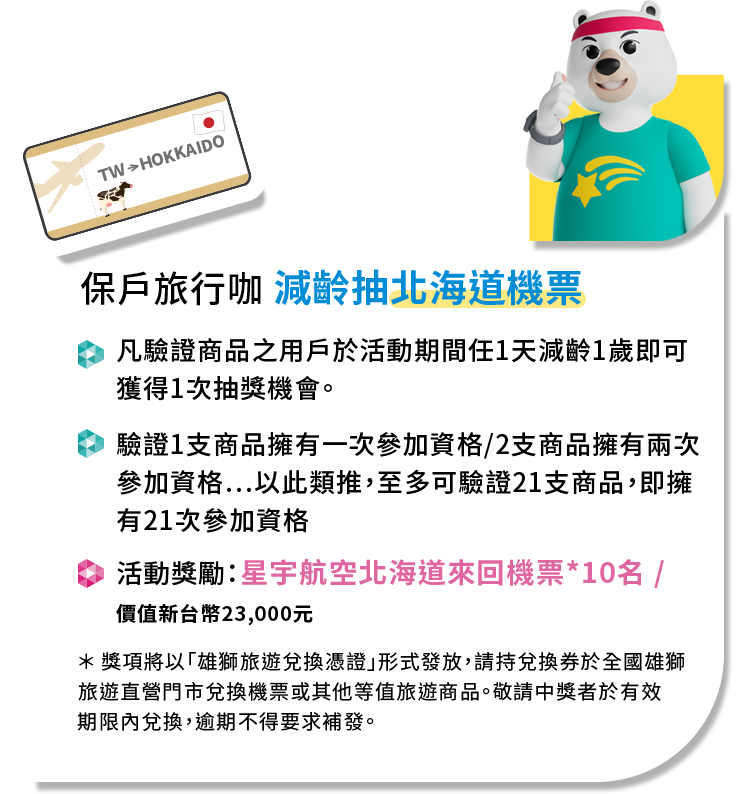 TW→HOKKAIDO
保戶旅行咖 減齡抽北海道機票
凡驗證商品之用戶於活動期間任1天減齡1歲即可
獲得1次抽獎機會。
驗證1支商品擁有一次參加資格/2支商品擁有兩次
參加資格...以此類推，至多可驗證21支商品，即擁
有21次參加資格
活動獎勵：星宇航空北海道來回機票*10名 /
價值新台幣23,000元
＊ 獎項將以「雄獅旅遊兌換憑證」形式發放，請持兌換券於全國雄獅
旅遊直營門市兌換機票或其他等值旅遊商品。敬請中獎者於有效
期限內兌換，逾期不得要求補發。